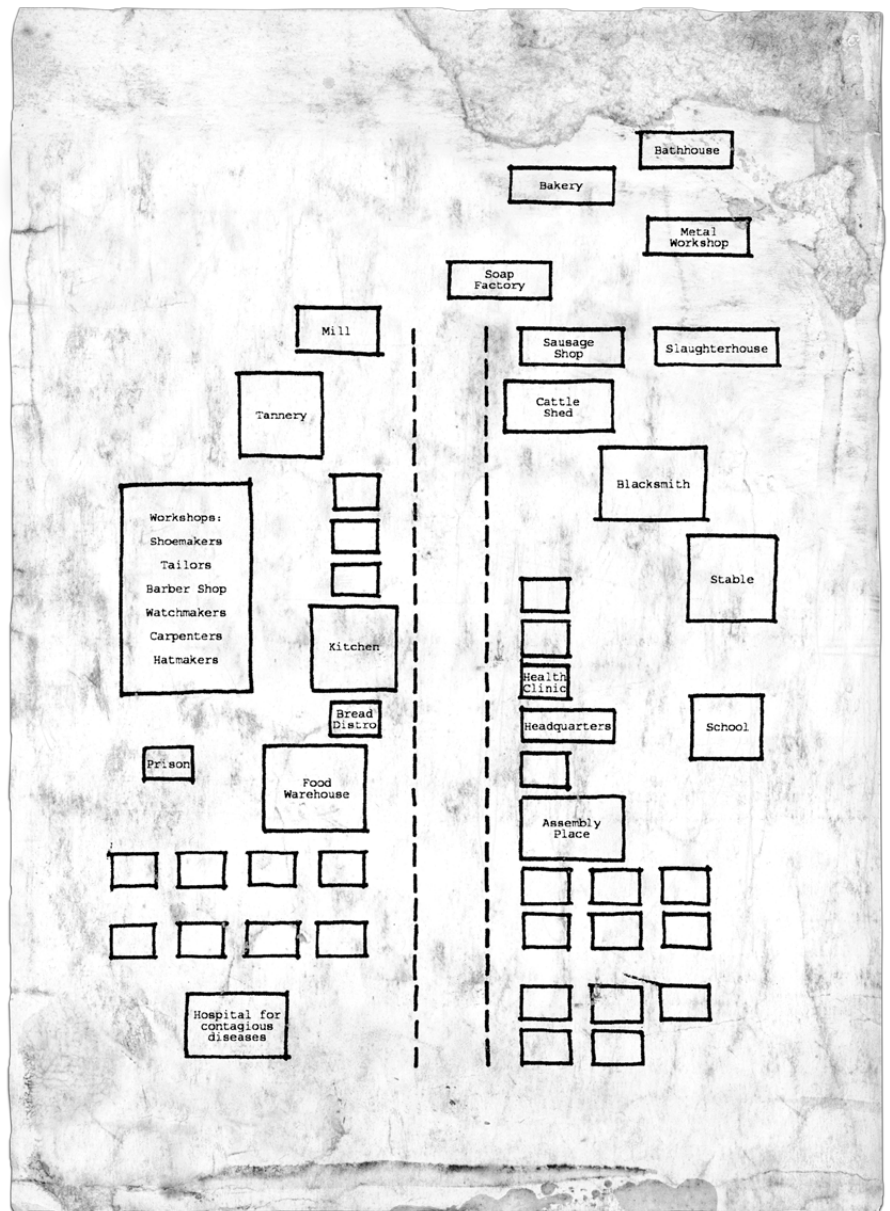 Bathhouse
Bakery
Metal
Workshop
Soap
Factory
Mill
Sausage
Shop
Slaughterhouse
Tannery
Cattle
Shed
Blacksmith
Workshops:
Shoemakers
Tailors
Barber Shop
Watchmakers
Carpenters
Hatmakers
Stable
Kitchen
Health
Clinic
Bread
Distro
Headquarters
School
Prison
Food
Warehouse
Assembly
Place
Hospital for
contagious
diseases